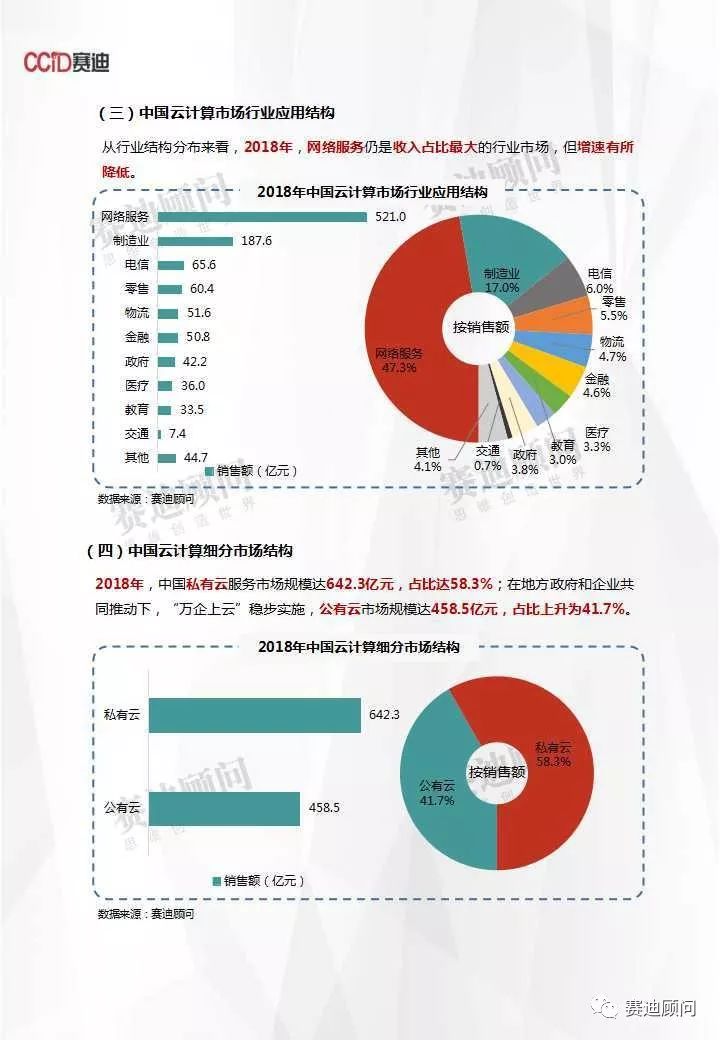 CCID赛迪
（三）中国云计算市场行业应用结构
从行业结构分布来看，2018年，网络服务仍是收入占比最大的行业市场，但增速有所
降低。
2018年中国云计算市场行业应用结构
网络服务 521.0
制造业 187.6
电信 65.6
零售 60.4
物流 51.6
金融 50.8
政府 42.2
医疗 36.0
教育 33.5
交通 7.4
其他 44.7
销售额（亿元）
按销售额
网络服务
47.3%
制造业
17.0%
电信
6.0%
零售
5.5%
物流
4.7%
金融
4.6%
医疗
3.3%
教育
3.0%
政府
3.8%
交通
0.7%
其他
4.1%
数据来源：赛迪顾问
赛迪顾问
思维创造世界
（四）中国云计算细分市场结构
2018年，中国私有云服务市场规模达642.3亿元，占比达58.3%；在地方政府和企业共
同推动下，“万企上云”稳步实施，公有云市场规模达458.5亿元，占比上升为41.7%。
2018年中国云计算细分市场结构
私有云 642.3
公有云 458.5
销售额（亿元）
按销售额
私有云
58.3%
公有云
41.7%
数据来源：赛迪顾问
赛迪顾问